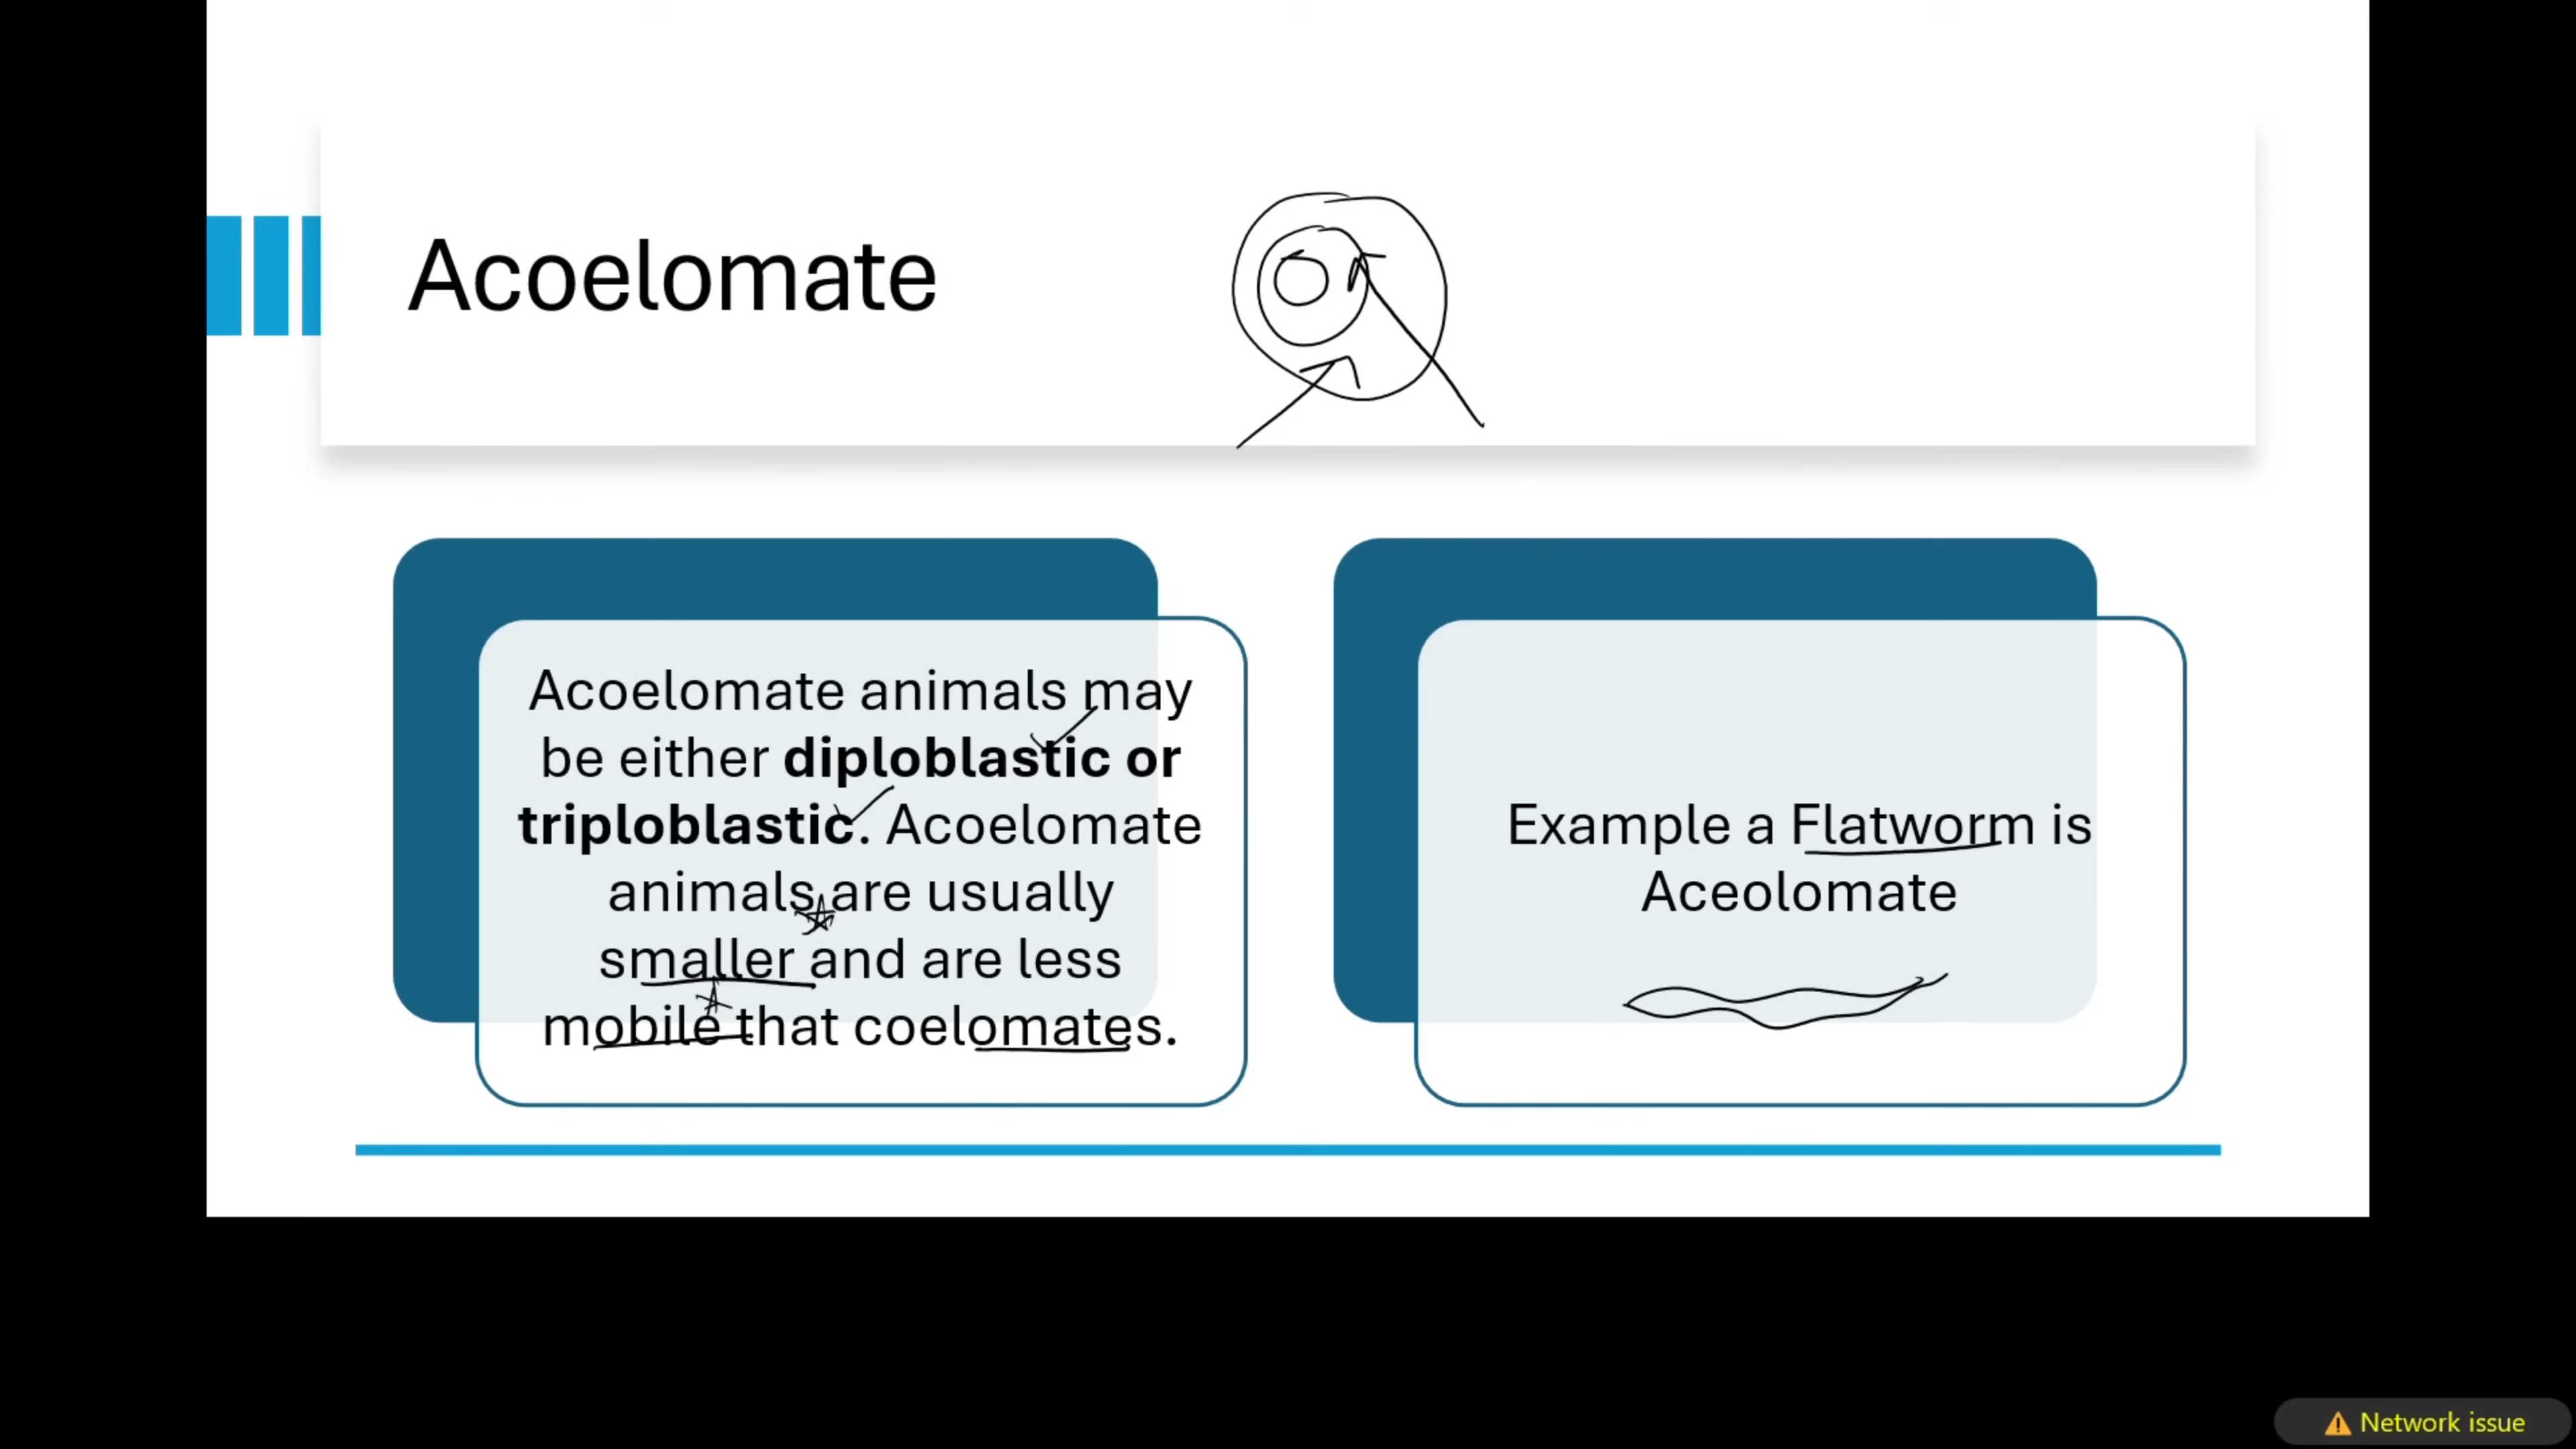 Acoelomate
Acoelomate animals may
be either diploblastic or
triploblastic. Acoelomate
animals are usually
smaller and are less
mobile that coelomates.
Example a Flatworm is
Aceolomate
Network issue